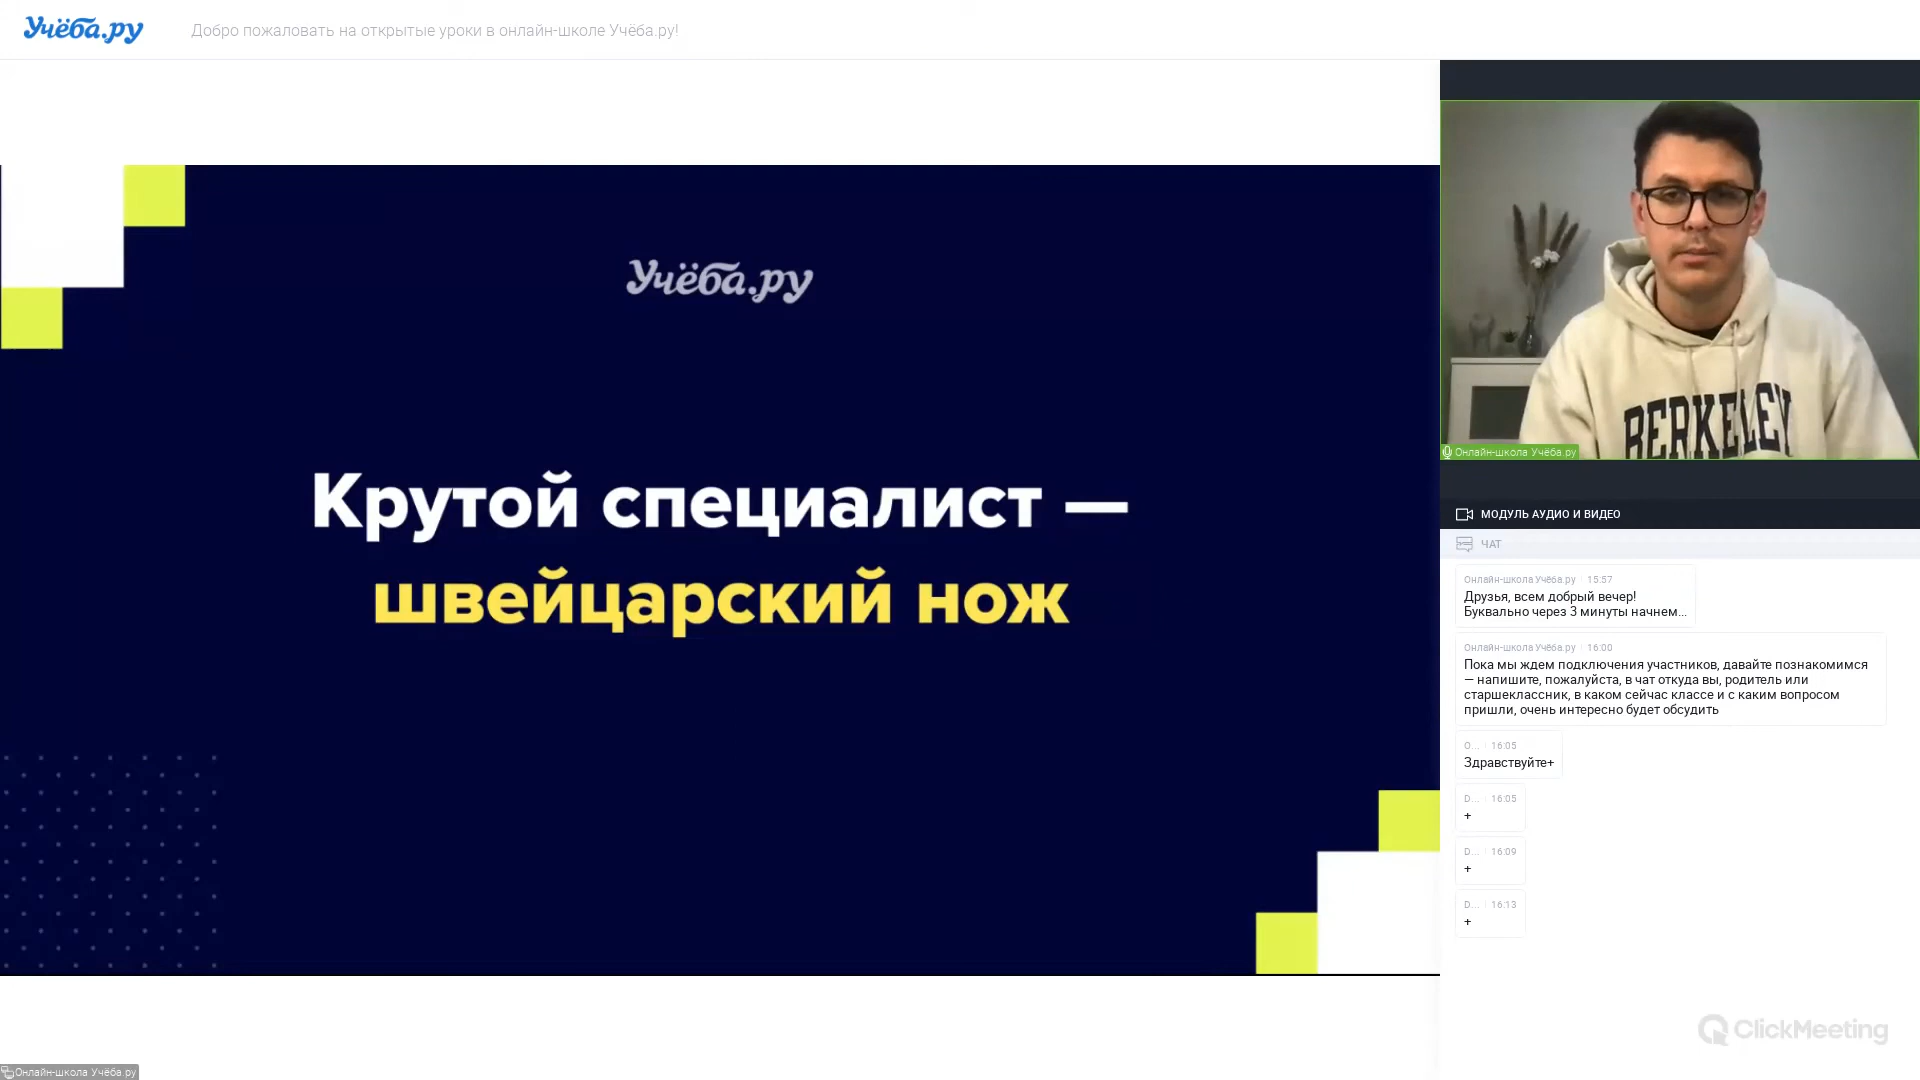 Учёба.ру
Добро пожаловать на открытые уроки в онлайн-школе Учёба.ру!
Учёба.ру
Крутой специалист —
швейцарский нож
Онлайн-школа Учёба.ру
BERKELEY
Онлайн-школа Учёба.ру
МОДУЛЬ АУДИО И ВИДЕО
ЧАТ
Онлайн-школа Учёба.ру 15:57
Друзья, всем добрый вечер!
Буквально через 3 минуты начнем...
Онлайн-школа Учёба.ру 16:00
Пока мы ждем подключения участников, давайте познакомимся
— напишите, пожалуйста, в чат откуда вы, родитель или
старшеклассник, в каком сейчас классе и с каким вопросом
пришли, очень интересно будет обсудить
О... 16:05
Здравствуйте+
D... 16:05
+
D... 16:09
+
D... 16:13
+
ClickMeeting